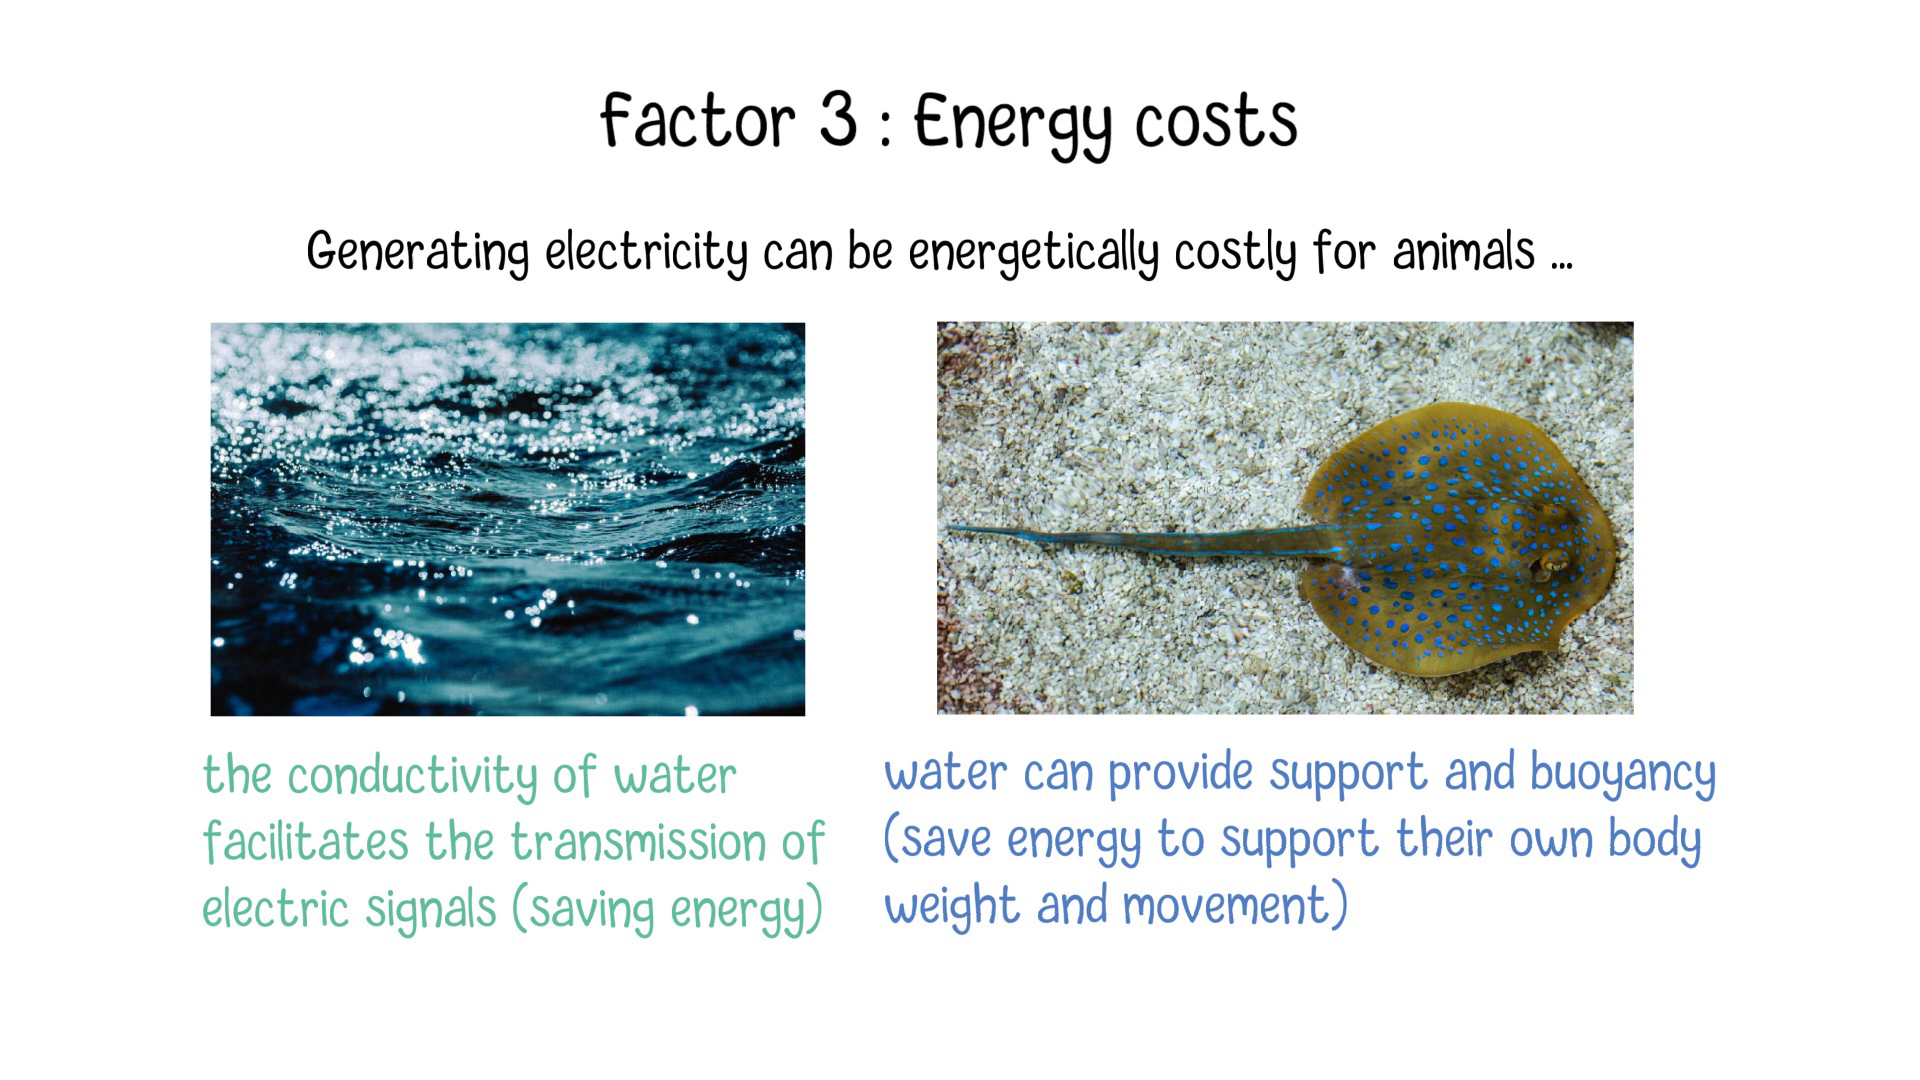 factor 3 : Energy costs
Generating electricity can be energetically costly for animals ...
the conductivity of water
facilitates the transmission of
electric signals (saving energy)
water can provide support and buoyancy
(save energy to support their own body
weight and movement)